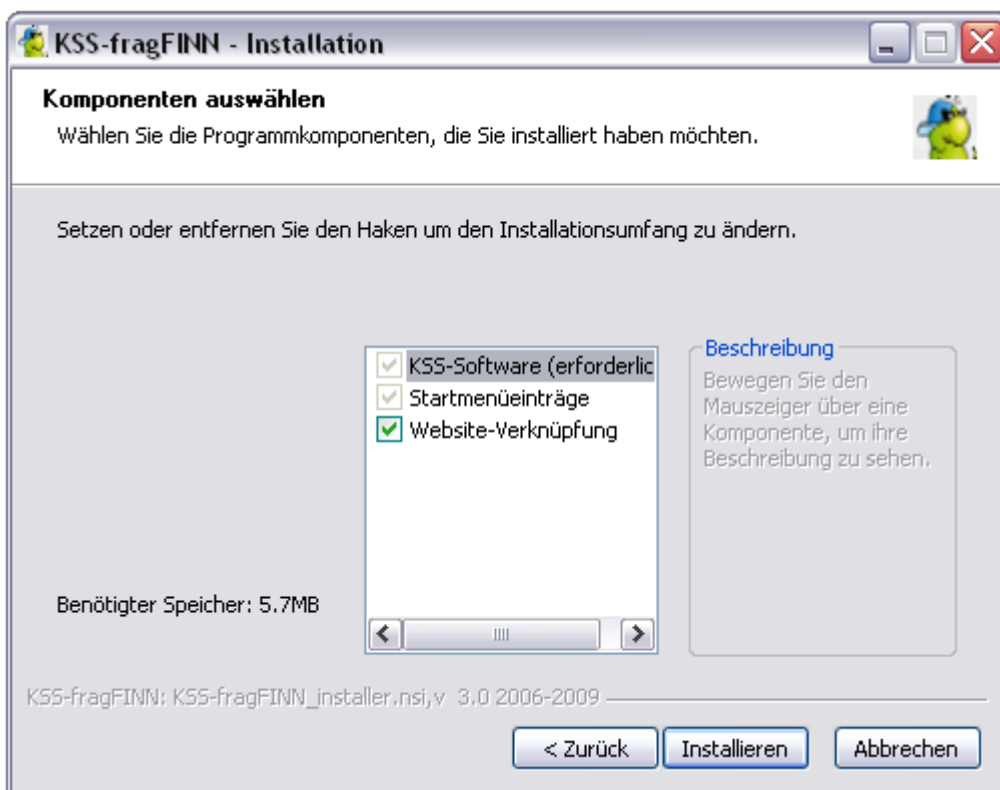 KSS-fragFINN - Installation
Komponenten auswählen
Wählen Sie die Programmkomponenten, die Sie installiert haben möchten.
Setzen oder entfernen Sie den Haken um den Installationsumfang zu ändern.
KSS-Software (erforderlic
Startmenüeinträge
Website-Verknüpfung
Beschreibung
Bewegen Sie den
Mauszeiger über eine
Komponente, um ihre
Beschreibung zu sehen.
Benötigter Speicher: 5.7MB
KSS-fragFINN: KSS-fragFINN_installer.nsi,v 3.0 2006-2009
< Zurück
Installieren
Abbrechen